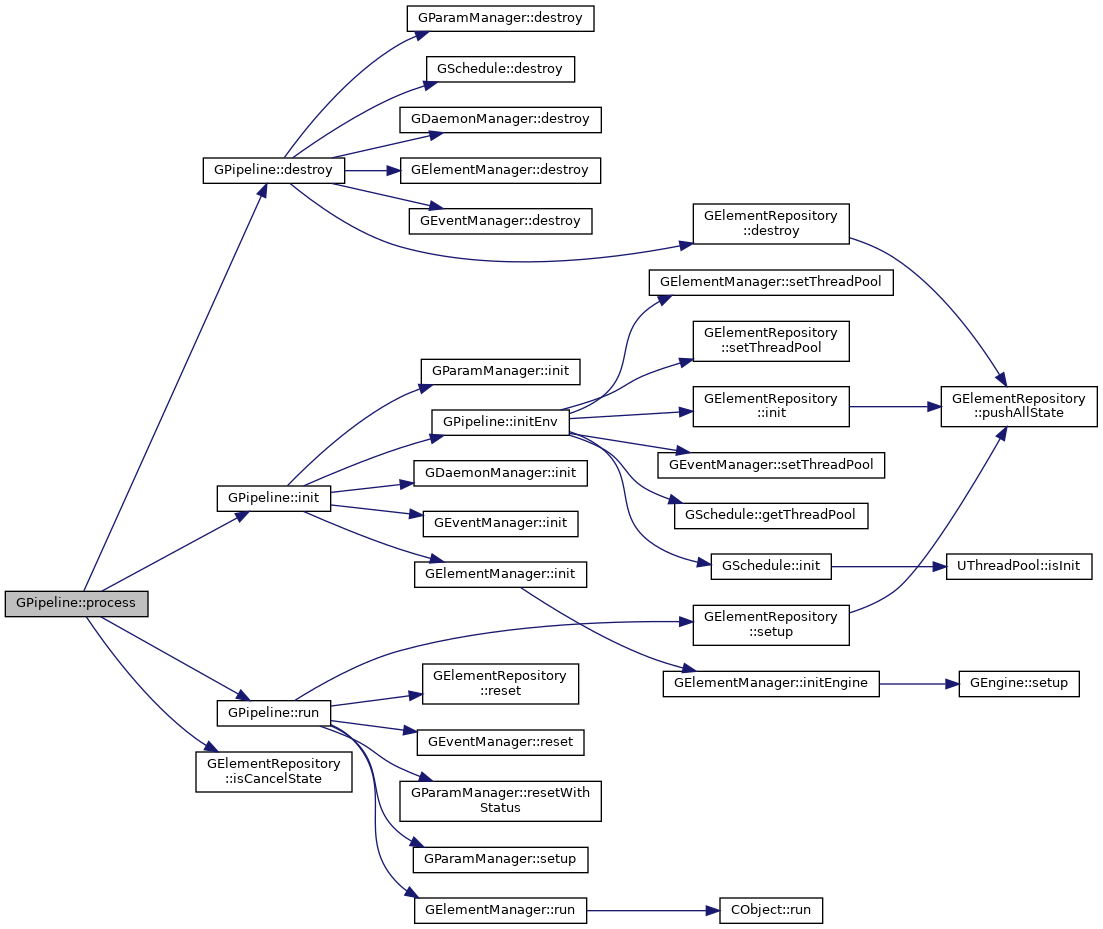 GParamManager::destroy
GSchedule::destroy
GDaemonManager::destroy
GPipeline::destroy
GElementManager::destroy
GEventManager::destroy
GElementRepository
::destroy
GElementManager::setThreadPool
GElementRepository
::setThreadPool
GParamManager::init
GElementRepository
::init
GElementRepository
::pushAllState
GPipeline::initEnv
GEventManager::setThreadPool
GDaemonManager::init
GPipeline::init
GSchedule::getThreadPool
GEventManager::init
GSchedule::init
UThreadPool::isInit
GElementManager::init
GPipeline::process
GElementRepository
::setup
GElementRepository
::reset
GElementManager::initEngine
GEngine::setup
GPipeline::run
GEventManager::reset
GElementRepository
::isCancelState
GParamManager::resetWith
Status
GParamManager::setup
GElementManager::run
CObject::run